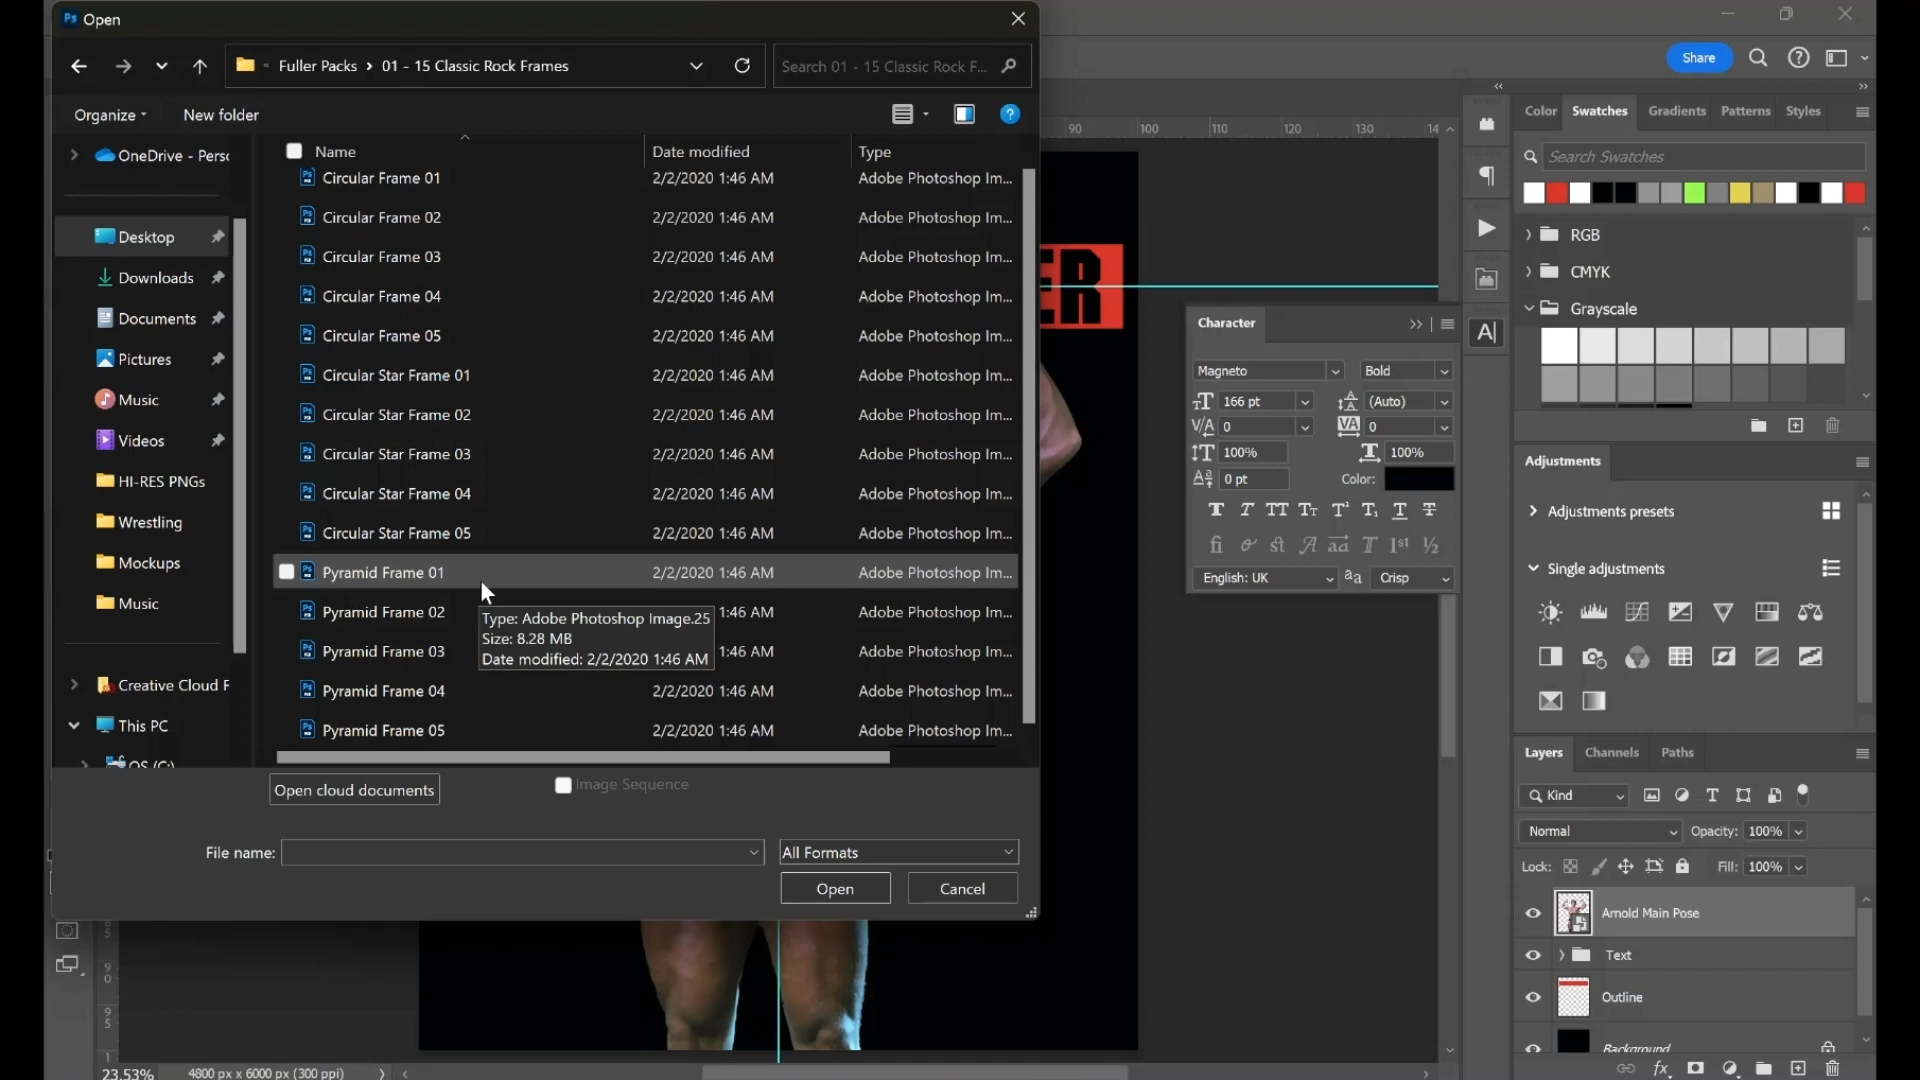 Ps Open
Fuller Packs > 01 - 15 Classic Rock Frames
Search 01 - 15 Classic Rock F...
Organize
New folder
Name
Date modified
Type
Circular Frame 01 2/2/2020 1:46 AM Adobe Photoshop Im...
Circular Frame 02 2/2/2020 1:46 AM Adobe Photoshop Im...
Circular Frame 03 2/2/2020 1:46 AM Adobe Photoshop Im...
Circular Frame 04 2/2/2020 1:46 AM Adobe Photoshop Im...
Circular Frame 05 2/2/2020 1:46 AM Adobe Photoshop Im...
Circular Star Frame 01 2/2/2020 1:46 AM Adobe Photoshop Im...
Circular Star Frame 02 2/2/2020 1:46 AM Adobe Photoshop Im...
Circular Star Frame 03 2/2/2020 1:46 AM Adobe Photoshop Im...
Circular Star Frame 04 2/2/2020 1:46 AM Adobe Photoshop Im...
Circular Star Frame 05 2/2/2020 1:46 AM Adobe Photoshop Im...
Pyramid Frame 01 2/2/2020 1:46 AM Adobe Photoshop Im...
Pyramid Frame 02 1:46 AM Adobe Photoshop Im...
Pyramid Frame 03 1:46 AM Adobe Photoshop Im...
Pyramid Frame 04 2/2/2020 1:46 AM Adobe Photoshop Im...
Pyramid Frame 05 2/2/2020 1:46 AM Adobe Photoshop Im...
Type: Adobe Photoshop Image.25
Size: 8.28 MB
Date modified: 2/2/2020 1:46 AM
OneDrive - Perso
Desktop
Downloads
Documents
Pictures
Music
Videos
HI-RES PNGs
Wrestling
Mockups
Music
Creative Cloud F
This PC
OS (C:)
Open cloud documents
Image Sequence
File name:
All Formats
Open
Cancel
Share
90 100 110 120 130 14
ER
Character
Magneto
Bold
166 pt
(Auto)
0
0
100%
100%
0 pt
Color:
English: UK
Crisp
Color
Swatches
Gradients
Patterns
Styles
Search Swatches
RGB
CMYK
Grayscale
Adjustments
Adjustments presets
Single adjustments
Layers
Channels
Paths
Kind
Normal
Opacity: 100%
Lock:
Fill: 100%
Arnold Main Pose
Text
Outline
Background
23.53%
4800 px x 6000 px (300 ppi)